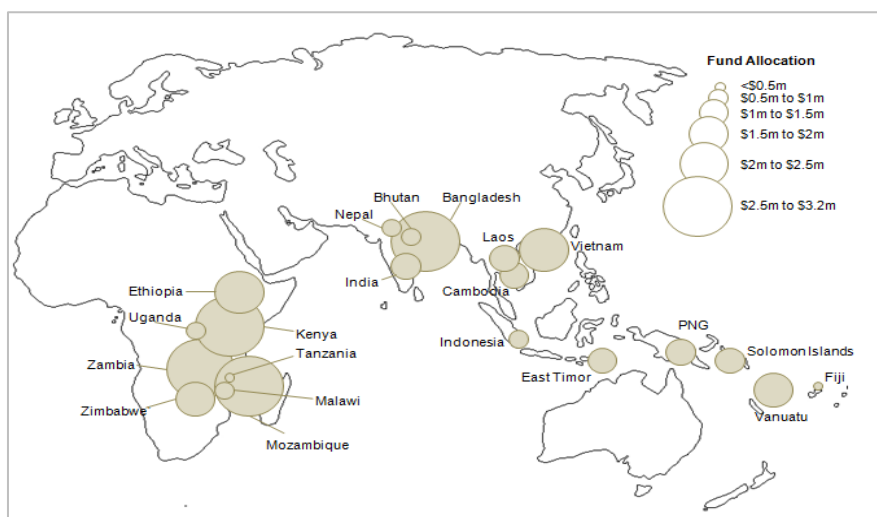 Fund Allocation
<$0.5m
$0.5m to $1m
$1m to $1.5m
$1.5m to $2m
$2m to $2.5m
$2.5m to $3.2m
Bhutan
Bangladesh
Nepal
Laos
Vietnam
India
Cambodia
Ethiopia
Uganda
Kenya
Indonesia
PNG
Tanzania
Solomon Islands
Zambia
East Timor
Fiji
Malawi
Zimbabwe
Vanuatu
Mozambique